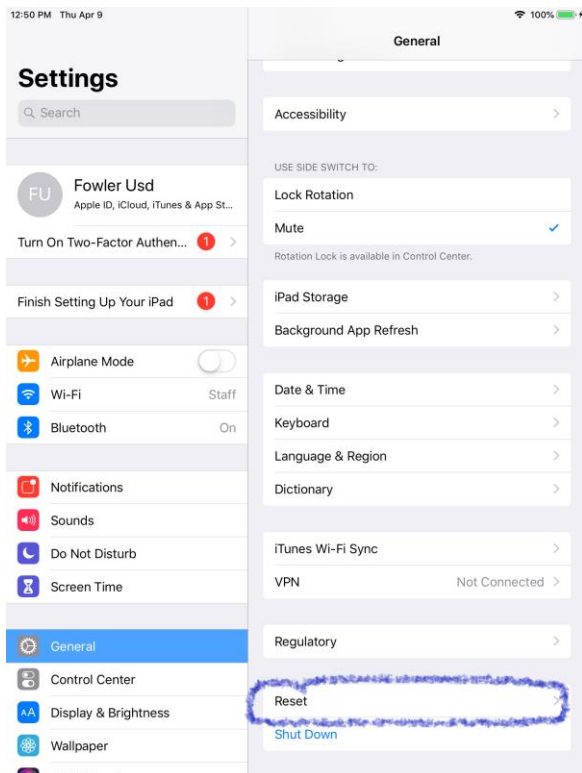 12:50 PM Thu Apr 9
100%
Settings
Search
FU
Fowler Usd
Apple ID, iCloud, iTunes & App St...
Turn On Two-Factor Authen... 1
Finish Setting Up Your iPad 1
Airplane Mode
Wi-Fi Staff
Bluetooth On
Notifications
Sounds
Do Not Disturb
Screen Time
General
Control Center
AA Display & Brightness
Wallpaper
General
Accessibility
USE SIDE SWITCH TO:
Lock Rotation
Mute
Rotation Lock is available in Control Center.
iPad Storage
Background App Refresh
Date & Time
Keyboard
Language & Region
Dictionary
iTunes Wi-Fi Sync
VPN Not Connected
Regulatory
Reset
Shut Down